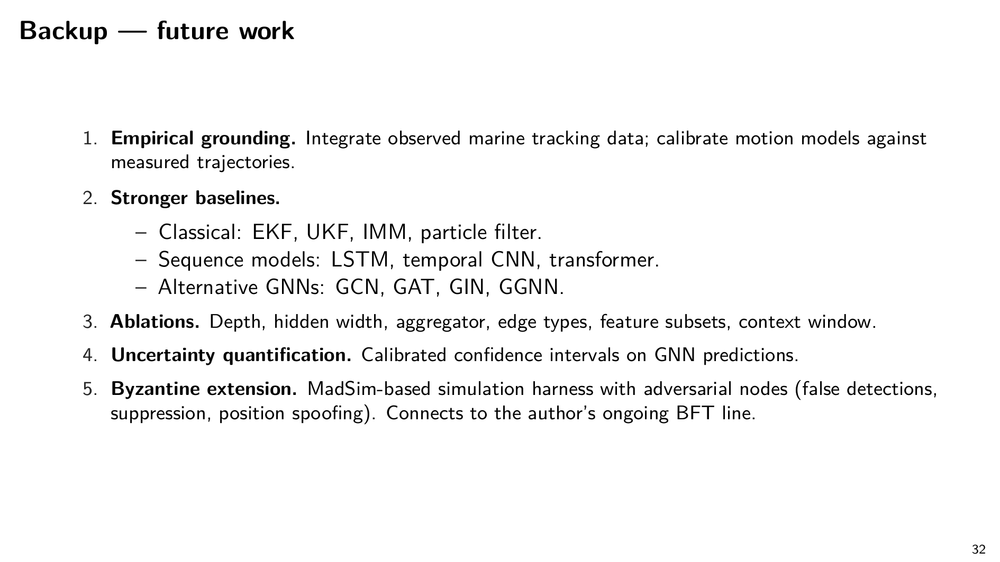 Backup — future work
1. Empirical grounding. Integrate observed marine tracking data; calibrate motion models against
measured trajectories.
2. Stronger baselines.
– Classical: EKF, UKF, IMM, particle filter.
– Sequence models: LSTM, temporal CNN, transformer.
– Alternative GNNs: GCN, GAT, GIN, GGNN.
3. Ablations. Depth, hidden width, aggregator, edge types, feature subsets, context window.
4. Uncertainty quantification. Calibrated confidence intervals on GNN predictions.
5. Byzantine extension. MadSim-based simulation harness with adversarial nodes (false detections,
suppression, position spoofing). Connects to the author's ongoing BFT line.
32